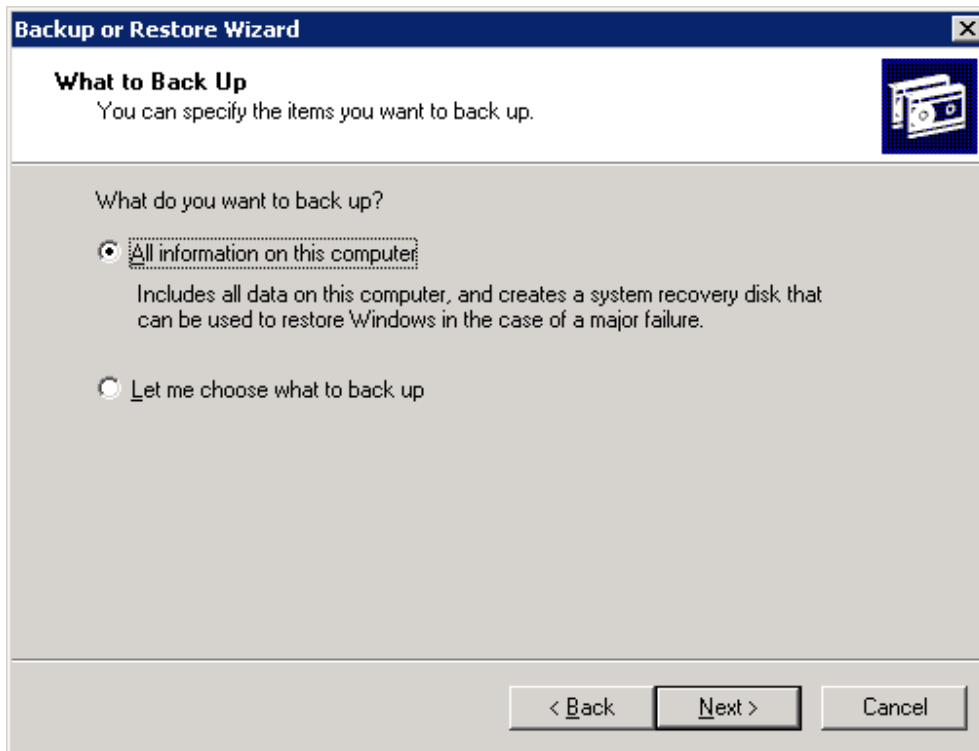 Backup or Restore Wizard
What to Back Up
You can specify the items you want to back up.
What do you want to back up?
All information on this computer
Includes all data on this computer, and creates a system recovery disk that
can be used to restore Windows in the case of a major failure.
Let me choose what to back up
< Back
Next >
Cancel